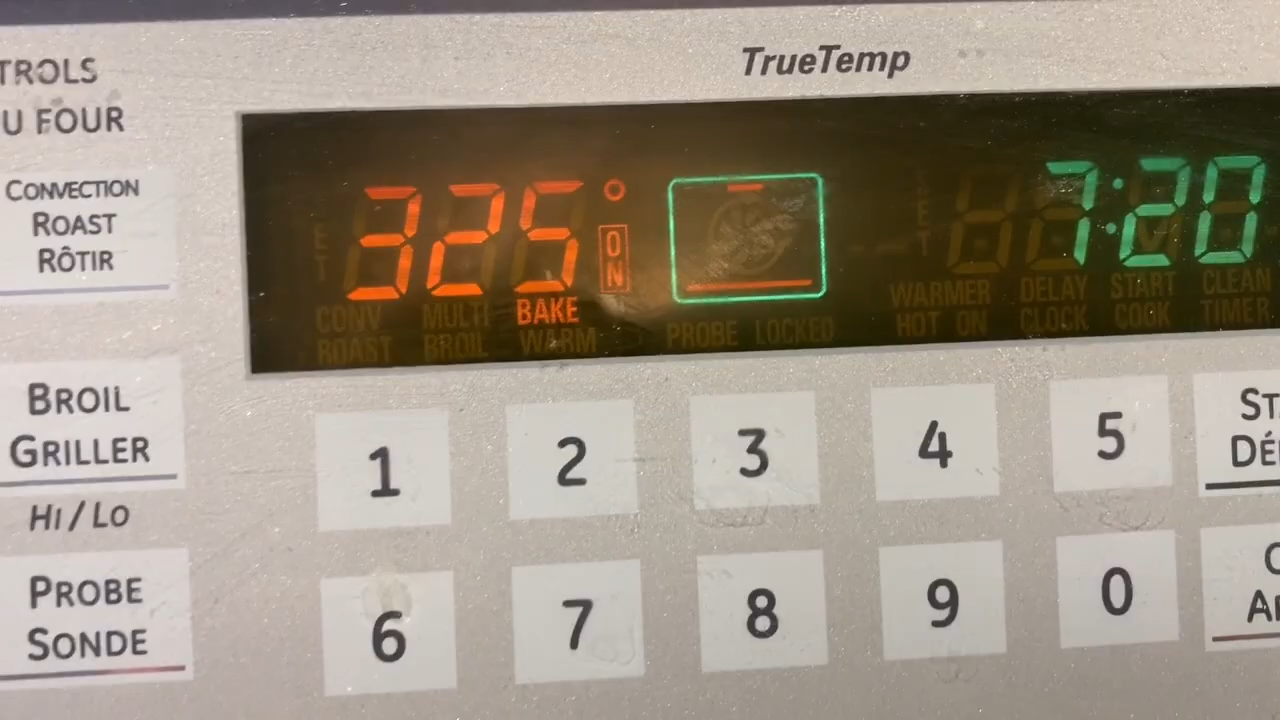 TrueTemp
TROLS
U FOUR
CONVECTION
ROAST
RÔTIR
BROIL
GRILLER
HI / LO
PROBE
SONDE
325° ON
BAKE
CONV MULTI
ROAST BROIL WARM
PROBE LOCKED
7:20
WARMER DELAY START CLEAN
HOT ON CLOCK COOK TIMER
1 2 3 4 5
6 7 8 9 0
ST
DÉ